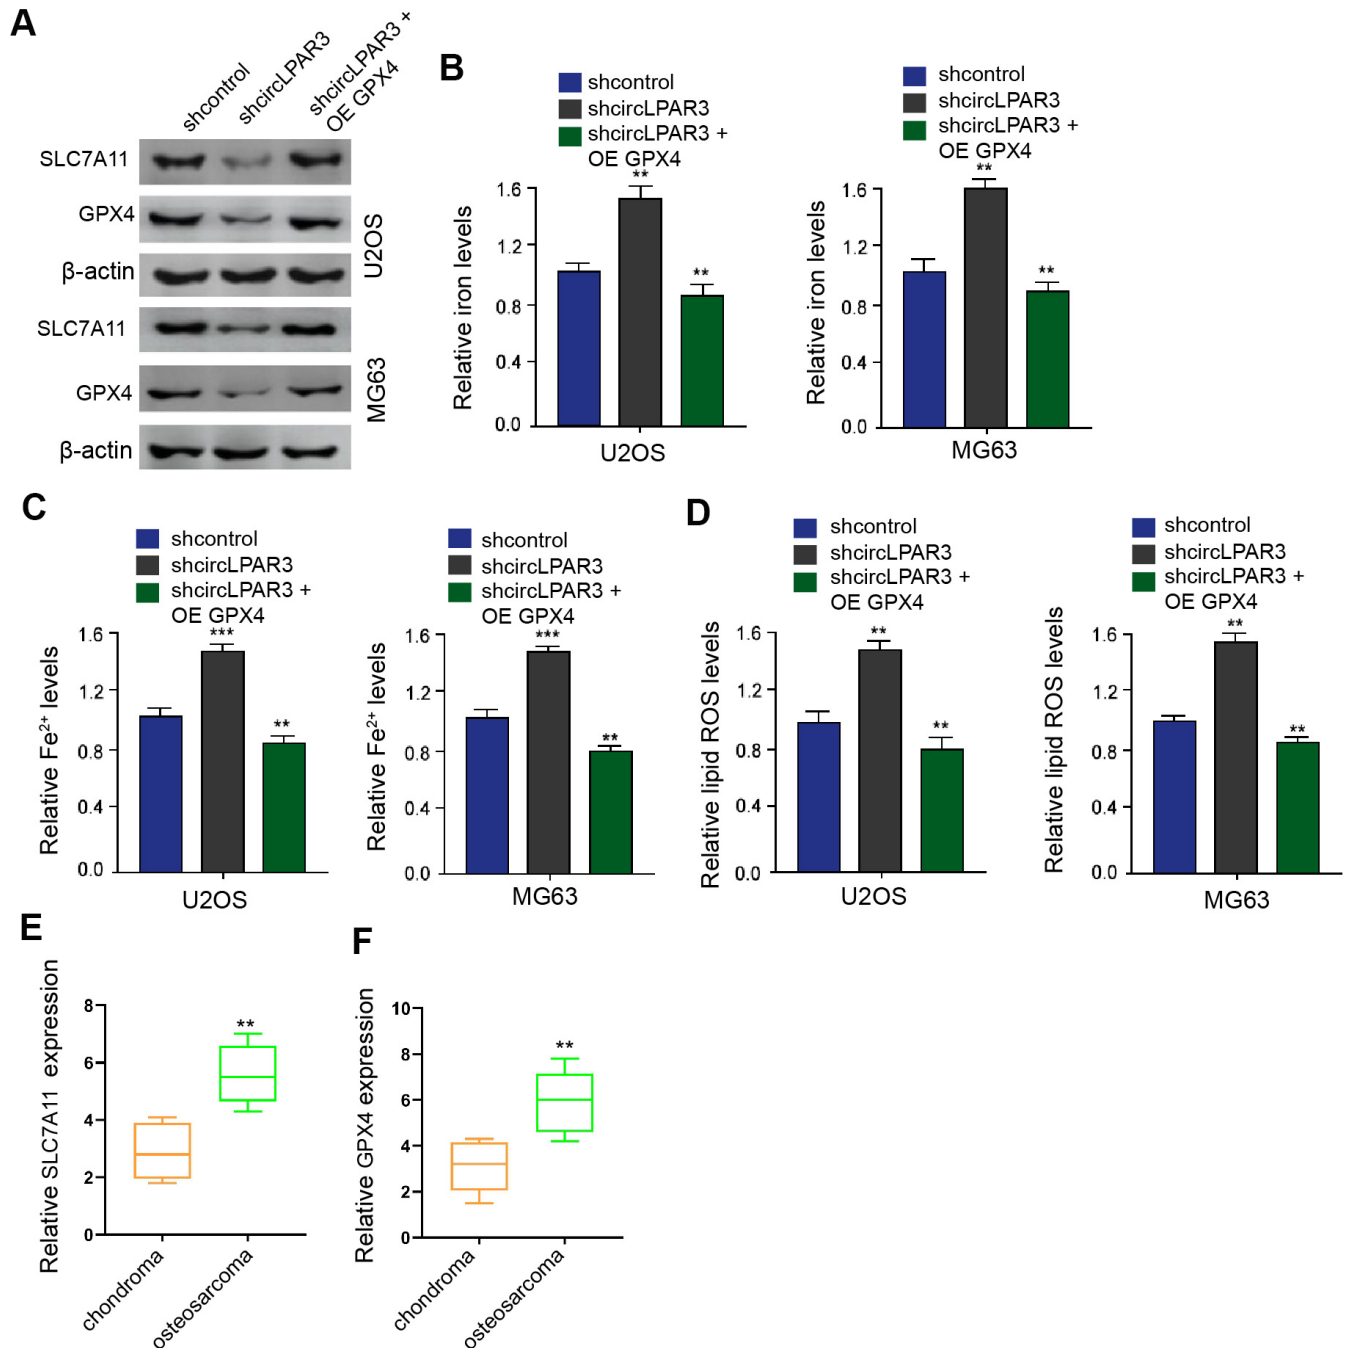 A
shcontrol
shcircLPAR3
shcircLPAR3 +
OE GPX4
SLC7A11
GPX4
β-actin
U2OS
SLC7A11
GPX4
β-actin
MG63
B
shcontrol
shcircLPAR3
shcircLPAR3 +
OE GPX4
**
**
1.6
1.2
0.8
0.4
0.0
Relative iron levels
U2OS
shcontrol
shcircLPAR3
shcircLPAR3 +
OE GPX4
**
**
1.6
1.2
0.8
0.4
0.0
Relative iron levels
MG63
C
shcontrol
shcircLPAR3
shcircLPAR3 +
OE GPX4
***
**
1.6
1.2
0.8
0.4
0.0
Relative Fe²⁺ levels
U2OS
shcontrol
shcircLPAR3
shcircLPAR3 +
OE GPX4
***
**
1.6
1.2
0.8
0.4
0.0
Relative Fe²⁺ levels
MG63
D
shcontrol
shcircLPAR3
shcircLPAR3 +
OE GPX4
**
**
1.6
1.2
0.8
0.4
0.0
Relative lipid ROS levels
U2OS
shcontrol
shcircLPAR3
shcircLPAR3 +
OE GPX4
**
**
1.6
1.2
0.8
0.4
0.0
Relative lipid ROS levels
MG63
E
**
8
6
4
2
0
Relative SLC7A11 expression
chondroma
osteosarcoma
F
**
10
8
6
4
2
0
Relative GPX4 expression
chondroma
osteosarcoma